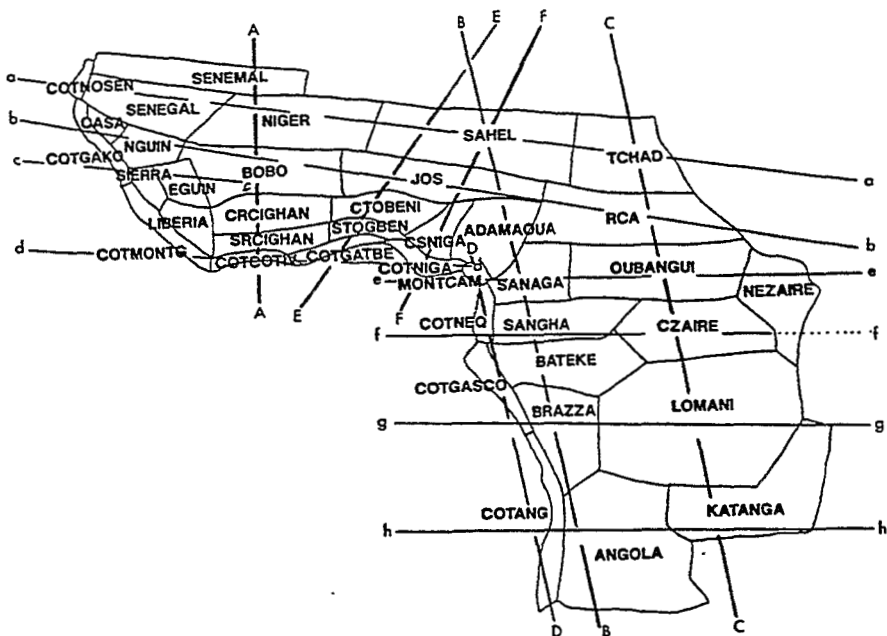 A
B
E
F
C
SENEMAL
a
COTNOSEN
SENEGAL
NIGER
CASA
b
SAHEL
TCHAD
a
NGUIN
c
COTGAKO
SIERRA
EGUIN
BOBO
c
JOS
LIBERIA
CRCIGHAN
CTOBENI
RCA
STOGBEN
ADAMAOUA
b
d
COTMONTG
SRCIGHAN
CSNIGA
D
COTCOTIV
COTGATBE
COTNIGA
d
OUBANGUI
e
e
MONTCAM
SANAGA
NEZAIRE
A
E
F
COTNEQ
SANGHA
CZAIRE
f
f
BATEKE
COTGASCO
BRAZZA
LOMANI
g
g
COTANG
KATANGA
h
h
ANGOLA
D
B
C